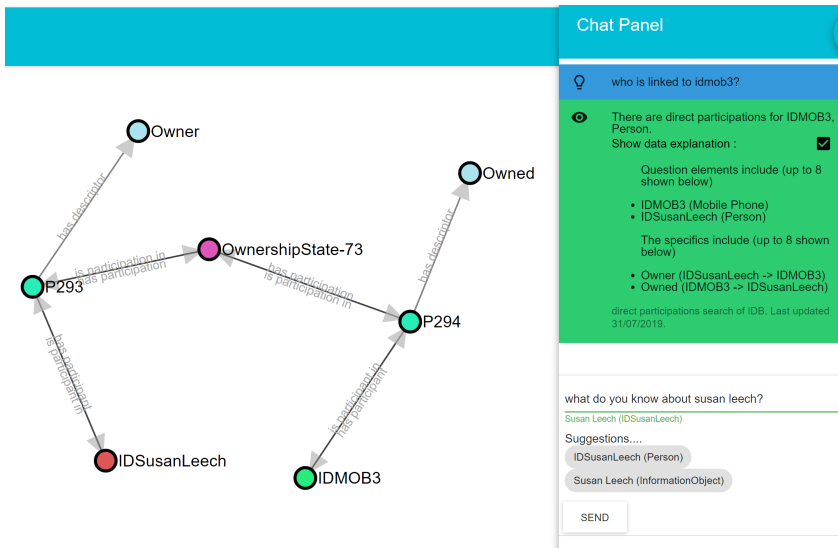 Chat Panel
who is linked to idmob3?
There are direct participations for IDMOB3,
Person.
Show data explanation :
Question elements include (up to 8
shown below)
IDMOB3 (Mobile Phone)
IDSusanLeech (Person)
The specifics include (up to 8 shown
below)
Owner (IDSusanLeech -> IDMOB3)
Owned (IDMOB3 -> IDSusanLeech)
direct participations search of IDB. Last updated
31/07/2019.
what do you know about susan leech?
Susan Leech (IDSusanLeech)
Suggestions....
IDSusanLeech (Person)
Susan Leech (InformationObject)
SEND
Owner
Owned
has descriptor
has descriptor
OwnershipState-73
is participation in
has participation
has participation
is participation in
P293
P294
has participant
is participant in
is participant in
has participant
IDSusanLeech
IDMOB3